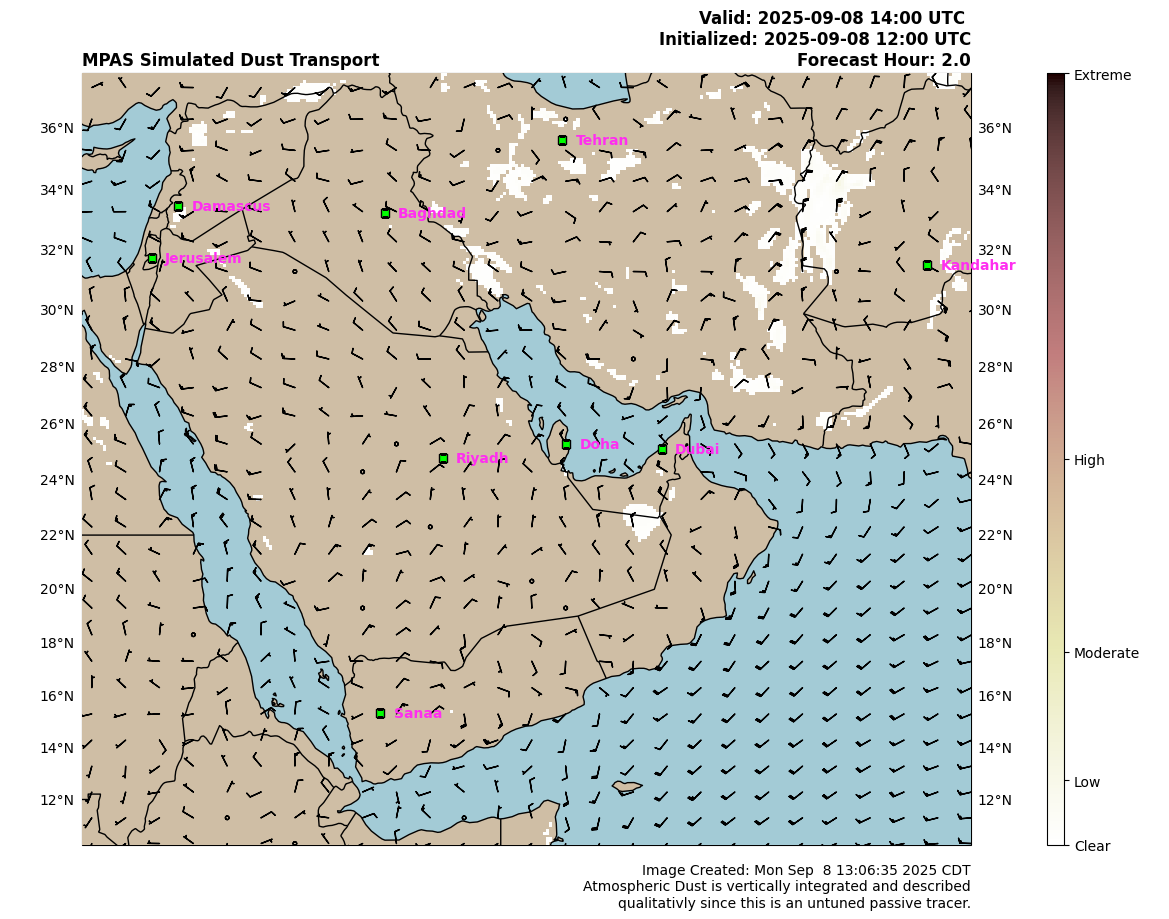 Valid: 2025-09-08 14:00 UTC
Initialized: 2025-09-08 12:00 UTC
MPAS Simulated Dust Transport Forecast Hour: 2.0
Extreme
36°N 36°N
Tehran
34°N 34°N
Damascus
Baghdad
32°N 32°N
Jerusalem
Kandahar
30°N 30°N
28°N 28°N
26°N 26°N
Doha
Dubai
Riyadh
High
24°N 24°N
22°N 22°N
20°N 20°N
18°N 18°N
Moderate
16°N 16°N
Sanaa
14°N 14°N
Low
12°N 12°N
Clear
Image Created: Mon Sep  8 13:06:35 2025 CDT
Atmospheric Dust is vertically integrated and described
qualitativly since this is an untuned passive tracer.